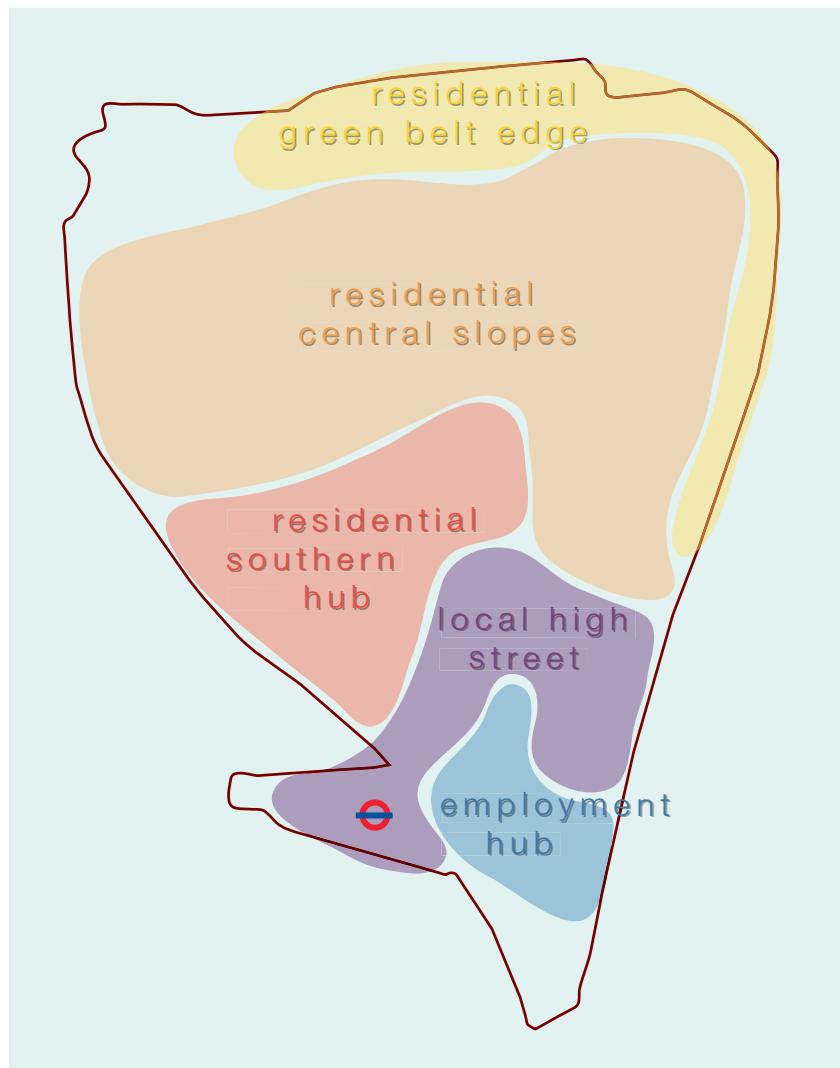 residential
green belt edge
residential
central slopes
residential
southern
hub
local high
street
employment
hub